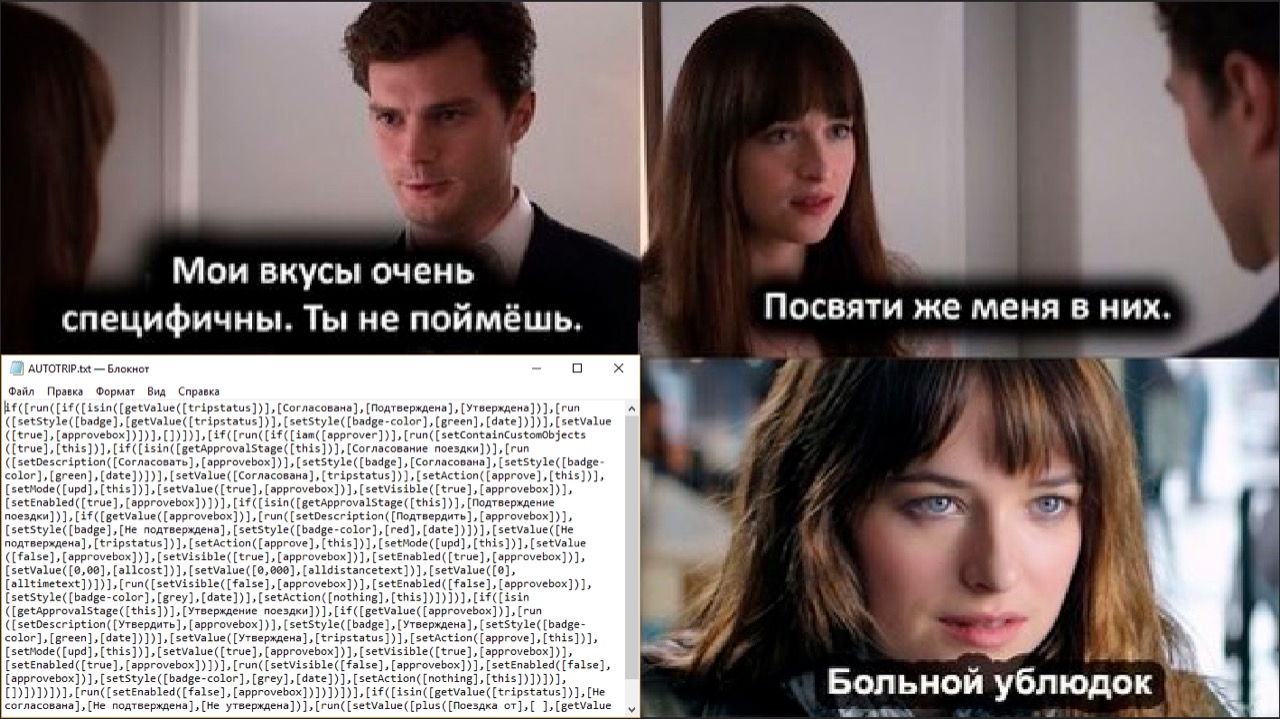 Мои вкусы очень
специфичны. Ты не поймёшь.
Посвяти же меня в них.
AUTOTRIP.txt — Блокнот
Файл Правка Формат Вид Справка
if([run([if([isin([getValue([tripstatus])],[Согласована],[Подтверждена],[Утверждена])],[run
([setStyle([badge],[getValue([tripstatus])],[setStyle([badge-color],[green],[date])])],[setValue
([true],[approvebox])])],[])])],[if([run([if([iam([approver])],[run([setContainCustomObjects
([true],[this])],[if([isin([getApprovalStage([this])],[Согласование поездки])],[run
([setDescription([Согласовать],[approvebox])],[setStyle([badge],[Согласована],[setStyle([badge-
color],[green],[date])])],[setValue([Согласована],[tripstatus])],[setAction([approve],[this])],
[setMode([upd],[this])],[setValue([true],[approvebox])],[setVisible([true],[approvebox])],
[setEnabled([true],[approvebox])])])],[if([isin([getApprovalStage([this])],[Подтверждение
поездки])],[if([getValue([approvebox])],[run([setDescription([Подтвердить],[approvebox])],
[setStyle([badge],[Не подтверждена],[setStyle([badge-color],[red],[date])])],[setValue([Не
подтверждена],[tripstatus])],[setAction([approve],[this])],[setMode([upd],[this])],[setValue
([false],[approvebox])],[setVisible([true],[approvebox])],[setEnabled([true],[approvebox])],
[setValue([0,00],[allcost])],[setValue([0,000],[alldistancetext])],[setValue([0],
[alltimetext])])],[run([setVisible([false],[approvebox])],[setEnabled([false],[approvebox])],
[setStyle([badge-color],[grey],[date])],[setAction([nothing],[this])])])],[if([isin
([getApprovalStage([this])],[Утверждение поездки])],[if([getValue([approvebox])],[run
([setDescription([Утвердить],[approvebox])],[setStyle([badge],[Утверждена],[setStyle([badge-
color],[green],[date])])],[setValue([Утверждена],[tripstatus])],[setAction([approve],[this])],
[setMode([upd],[this])],[setValue([true],[approvebox])],[setVisible([true],[approvebox])],
[setEnabled([true],[approvebox])])],[run([setVisible([false],[approvebox])],[setEnabled([false],
[approvebox])],[setStyle([badge-color],[grey],[date])],[setAction([nothing],[this])])])],
[])])])])],[run([setEnabled([false],[approvebox])])])],[if([isin([getValue([tripstatus])],[Не
согласована],[Не подтверждена],[Не утверждена])],[run([setValue([plus([Поездка от],[ ],[getValue
Больной ублюдок